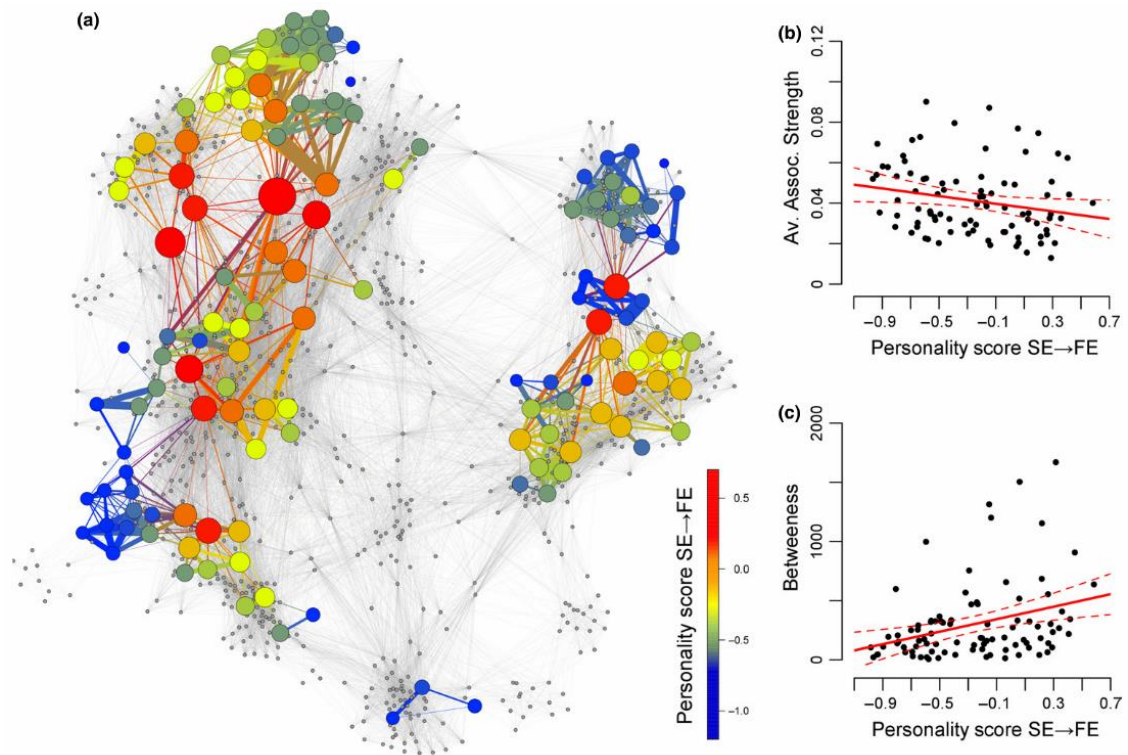 (a)
Personality score SE→FE
0.5
0.0
−0.5
−1.0
(b)
Av. Assoc. Strength
0.12
0.08
0.04
0
−0.9 −0.5 −0.1 0.3 0.7
Personality score SE→FE
(c)
Betweeness
2000
1000
0
−0.9 −0.5 −0.1 0.3 0.7
Personality score SE→FE